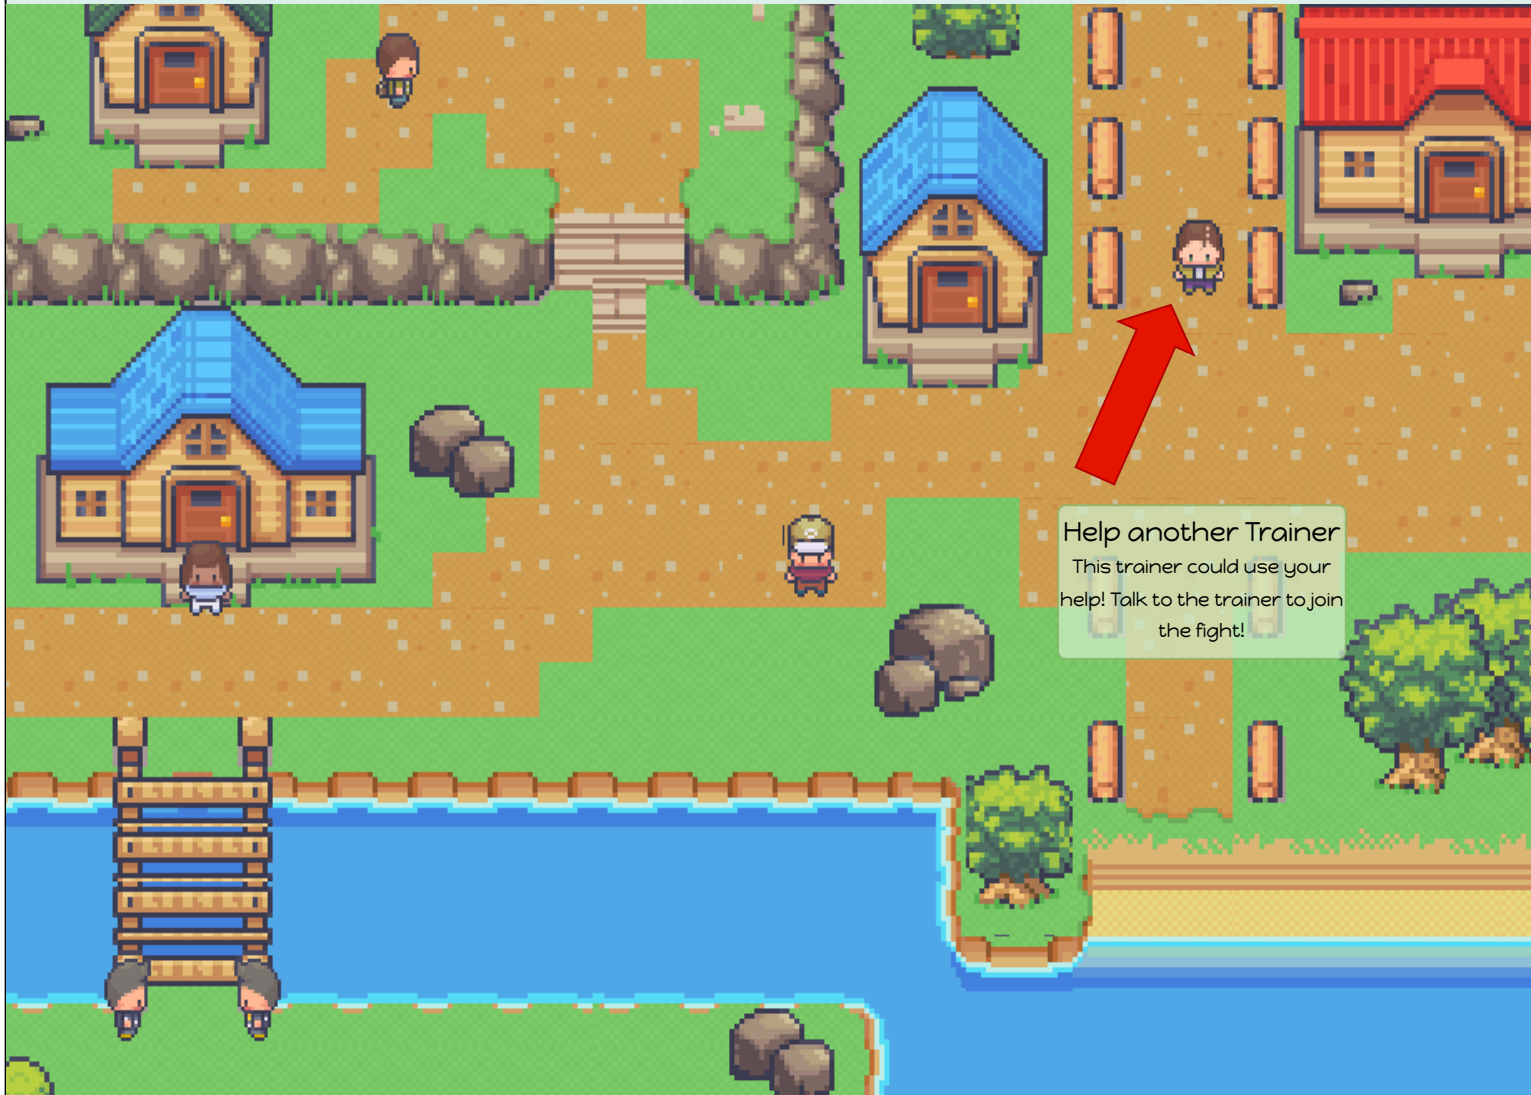 Help another Trainer
This trainer could use your
help! Talk to the trainer to join
the fight!